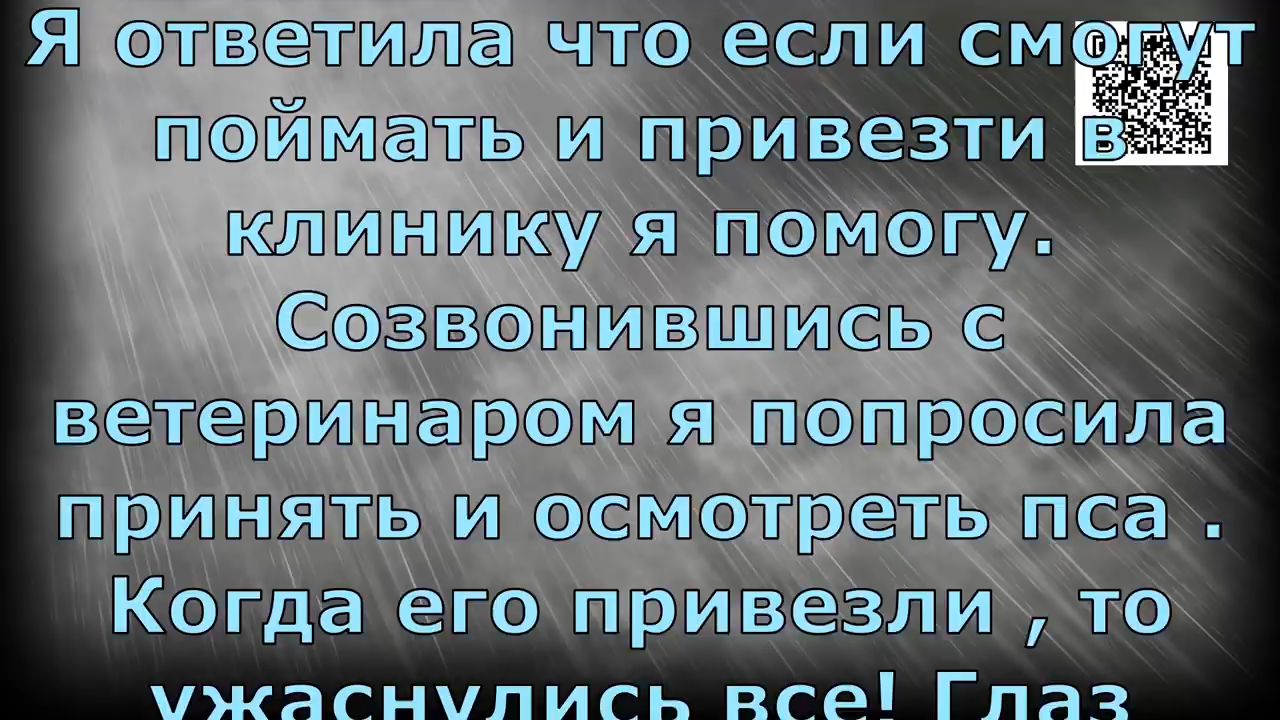 Я ответила что если смогут
поймать и привезти в
клинику я помогу.
Созвонившись с
ветеринаром я попросила
принять и осмотреть пса .
Когда его привезли , то
ужаснулись все! Глаз